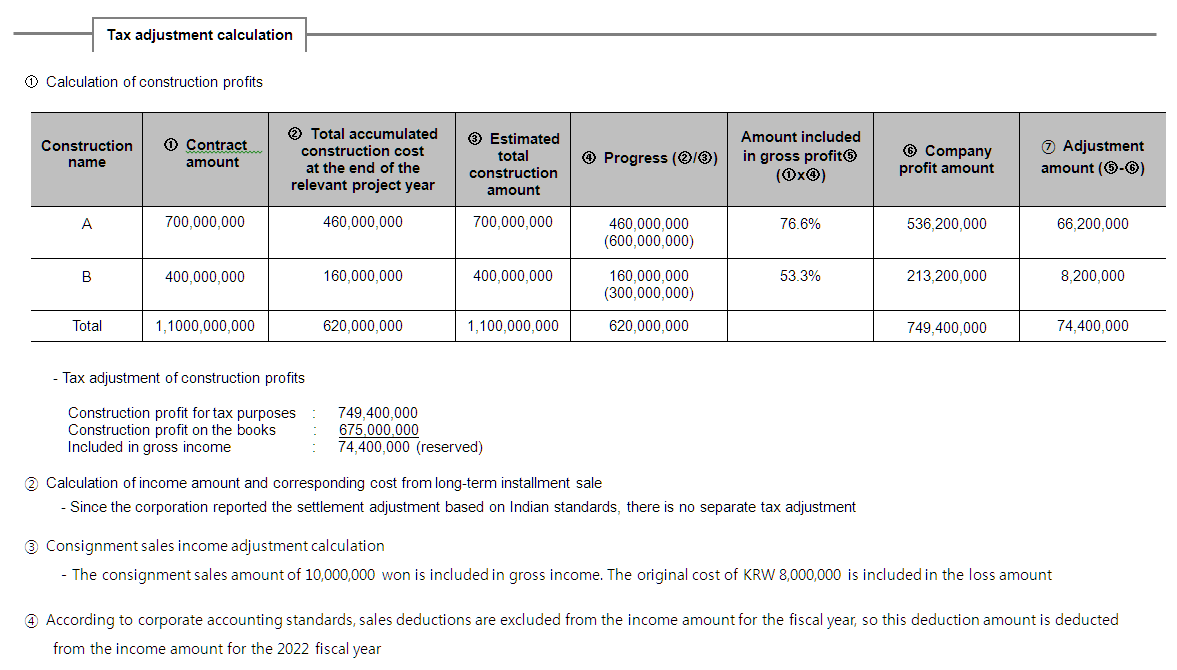 Tax adjustment calculation
① Calculation of construction profits
Construction name
① Contract amount
② Total accumulated construction cost at the end of the relevant project year
③ Estimated total construction amount
④ Progress (②/③)
Amount included in gross profit⑤ (①x④)
⑥ Company profit amount
⑦ Adjustment amount (⑤-⑥)
A 700,000,000 460,000,000 700,000,000 460,000,000 (600,000,000) 76.6% 536,200,000 66,200,000
B 400,000,000 160,000,000 400,000,000 160,000,000 (300,000,000) 53.3% 213,200,000 8,200,000
Total 1,1000,000,000 620,000,000 1,100,000,000 620,000,000 749,400,000 74,400,000
- Tax adjustment of construction profits
Construction profit for tax purposes : 749,400,000
Construction profit on the books : 675,000,000
Included in gross income : 74,400,000 (reserved)
② Calculation of income amount and corresponding cost from long-term installment sale
- Since the corporation reported the settlement adjustment based on Indian standards, there is no separate tax adjustment
③ Consignment sales income adjustment calculation
- The consignment sales amount of 10,000,000 won is included in gross income. The original cost of KRW 8,000,000 is included in the loss amount
④ According to corporate accounting standards, sales deductions are excluded from the income amount for the fiscal year, so this deduction amount is deducted
from the income amount for the 2022 fiscal year